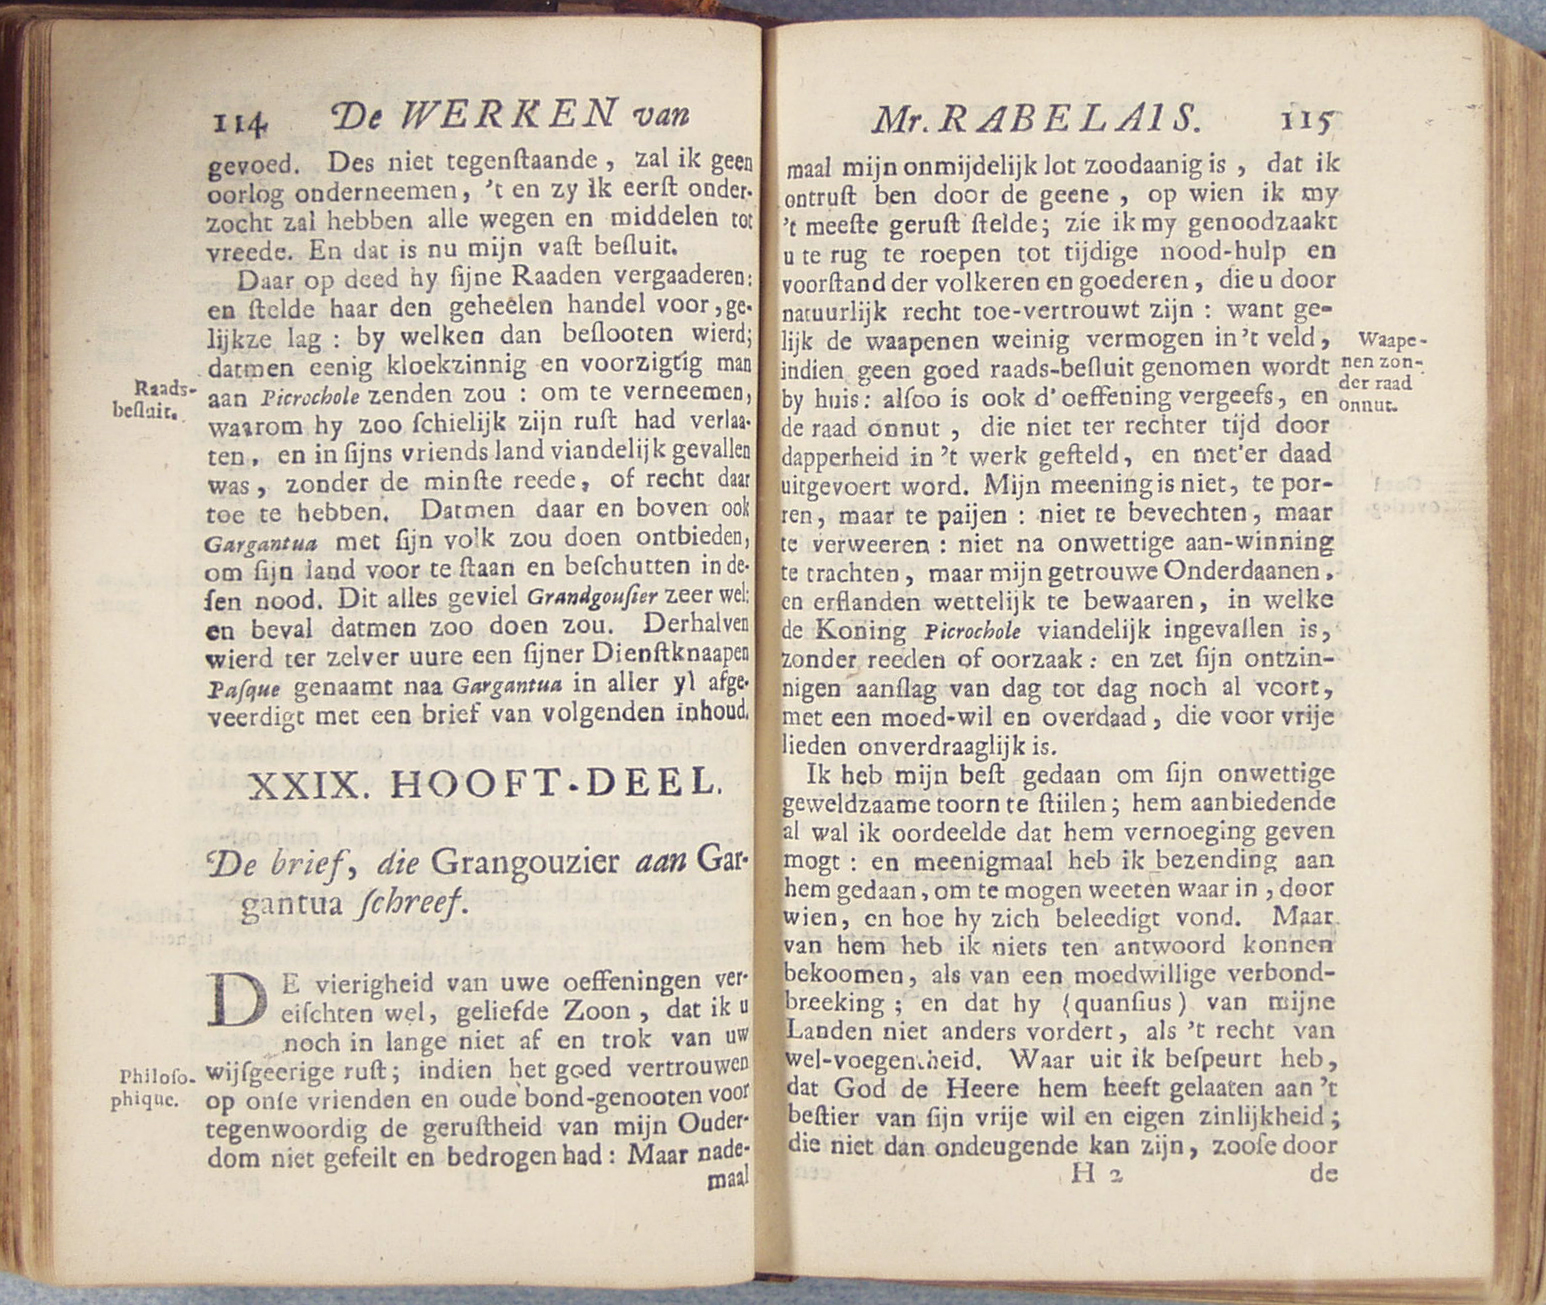 114 De WERKEN van
gevoed. Des niet tegenſtaande, zal ik geen
oorlog onderneemen, 't en zy ik eerſt onder-
zocht zal hebben alle wegen en middelen tot
vreede. En dat is nu mijn vaſt beſluit.
Daar op deed hy ſijne Raaden vergaaderen:
en ſtelde haar den geheelen handel voor, ge-
lijkze lag : by welken dan beſlooten wierd;
datmen eenig kloekzinnig en voorzigtig man
aan Picrochole zenden zou : om te verneemen,
waarom hy zoo ſchielijk zijn ruſt had verlaa-
ten, en in ſijns vriends land viandelijk gevallen
was, zonder de minſte reede, of recht daar
toe te hebben. Datmen daar en boven ook
Gargantua met ſijn volk zou doen ontbieden,
om ſijn land voor te ſtaan en beſchutten in de-
ſen nood. Dit alles geviel Grandgouſier zeer wel:
en beval datmen zoo doen zou. Derhalven
wierd ter zelver uure een ſijner Dienſtknaapen
Paſque genaamt naa Gargantua in aller yl afge-
veerdigt met een brief van volgenden inhoud.
Raads-
beſluit.
XXIX. HOOFT-DEEL.
De brief, die Grangouzier aan Gar-
gantua ſchreef.
DE vierigheid van uwe oeffeningen ver-
eiſchten wel, geliefde Zoon, dat ik u
noch in lange niet af en trok van uw
wijſgeerige ruſt; indien het goed vertrouwen
op onſe vrienden en oude bond-genooten voor
tegenwoordig de geruſtheid van mijn Ouder-
dom niet gefeilt en bedrogen had : Maar nade-
maal
Philoſo-
phique.
Mr. RABELAIS. 115
maal mijn onmijdelijk lot zoodaanig is, dat ik
ontruſt ben door de geene, op wien ik my
't meeſte geruſt ſtelde; zie ik my genoodzaakt
u te rug te roepen tot tijdige nood-hulp en
voorſtand der volkeren en goederen, die u door
natuurlijk recht toe-vertrouwt zijn : want ge-
lijk de waapenen weinig vermogen in't veld,
indien geen goed raads-beſluit genomen wordt
by huis: alſoo is ook d'oeffening vergeefs, en
de raad onnut, die niet ter rechter tijd door
dapperheid in 't werk geſteld, en met'er daad
uitgevoert word. Mijn meening is niet, te por-
ren, maar te paijen : niet te bevechten, maar
te verweeren : niet na onwettige aan-winning
te trachten, maar mijn getrouwe Onderdaanen,
en erflanden wettelijk te bewaaren, in welke
de Koning Picrochole viandelijk ingevallen is,
zonder reeden of oorzaak : en zet ſijn ontzin-
nigen aanſlag van dag tot dag noch al voort,
met een moed-wil en overdaad, die voor vrije
lieden onverdraaglijk is.
Waape-
nen zon-
der raad
onnut.
Ik heb mijn beſt gedaan om ſijn onwettige
geweldzaame toorn te ſtiilen; hem aanbiedende
al wal ik oordeelde dat hem vernoeging geven
mogt : en meenigmaal heb ik bezending aan
hem gedaan, om te mogen weeten waar in, door
wien, en hoe hy zich beleedigt vond. Maar
van hem heb ik niets ten antwoord konnen
bekoomen, als van een moedwillige verbond-
breeking; en dat hy (quanſius) van mijne
Landen niet anders vordert, als 't recht van
wel-voegentheid. Waar uit ik beſpeurt heb,
dat God de Heere hem heeft gelaaten aan 't
beſtier van ſijn vrije wil en eigen zinlijkheid;
die niet dan ondeugende kan zijn, zooſe door
H 2 de